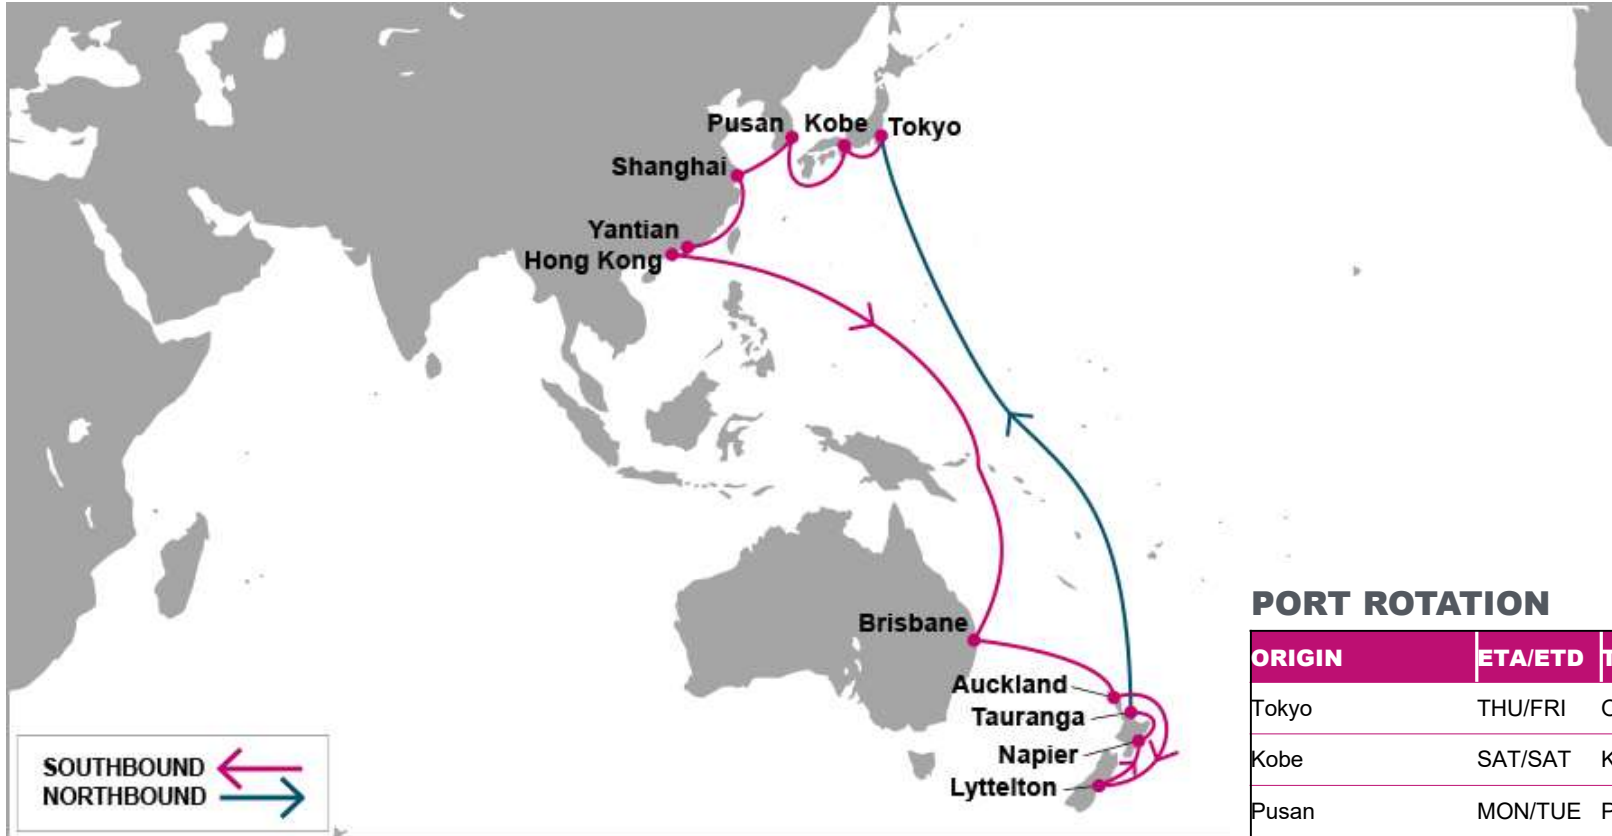 Pusan
Kobe
Tokyo
Shanghai
Yantian
Hong Kong
Brisbane
Auckland
Tauranga
Napier
Lyttelton
SOUTHBOUND
NORTHBOUND
PORT ROTATION
ORIGIN ETA/ETD
Tokyo THU/FRI
Kobe SAT/SAT
Pusan MON/TUE